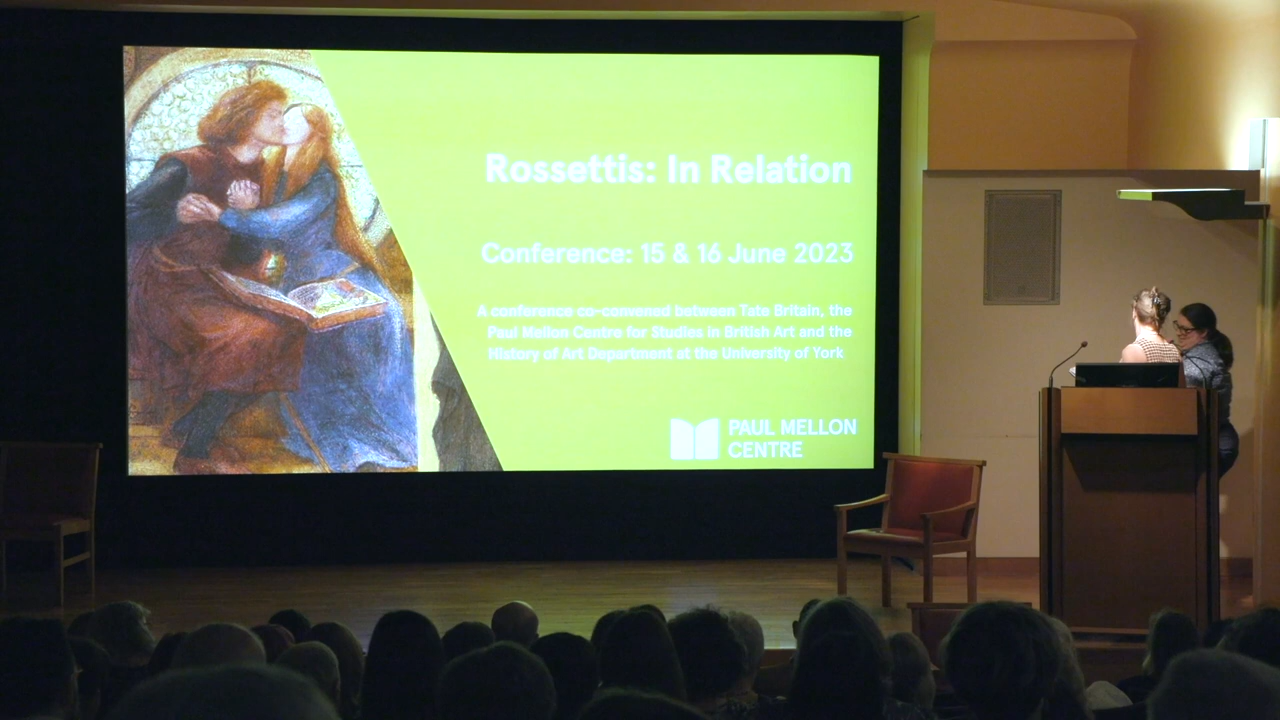 Rossettis: In Relation
Conference: 15 & 16 June 2023
A conference co-convened between Tate Britain, the
Paul Mellon Centre for Studies in British Art and the
History of Art Department at the University of York
PAUL MELLON
CENTRE